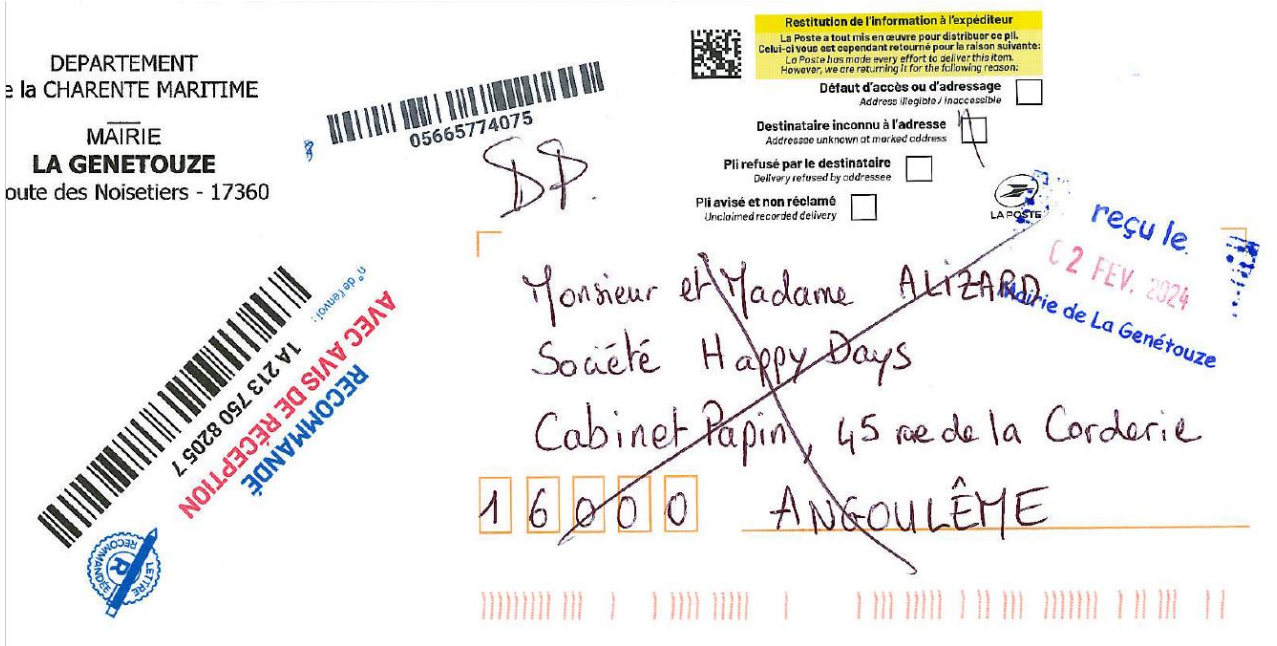 DEPARTEMENT
e la CHARENTE MARITIME
MAIRIE
LA GENETOUZE
oute des Noisetiers - 17360
05665774075
Restitution de l'information à l'expéditeur
La Poste a tout mis en œuvre pour distribuer ce pli.
Celui-ci vous est cependant retourné pour la raison suivante:
La Poste has made every effort to deliver this item.
However, we are returning it for the following reason:
Défaut d'accès ou d'adressage
Address illegible / inaccessible
Destinataire inconnu à l'adresse
Addressee unknown at marked address
Pli refusé par le destinataire
Delivery refused by addressee
Pli avisé et non réclamé
Unclaimed recorded delivery
LA POSTE
reçu le
02 FEV. 2024
Mairie de La Genétouze
Monsieur et Madame ALIZARD
Société Happy Days
Cabinet Papin, 45 rue de la Corderie
16000 ANGOULÊME
n° de l'envoi :
1A 213 750 8205 7
AVEC AVIS DE RÉCEPTION
RECOMMANDÉ
LETTRE RECOMMANDÉE
R